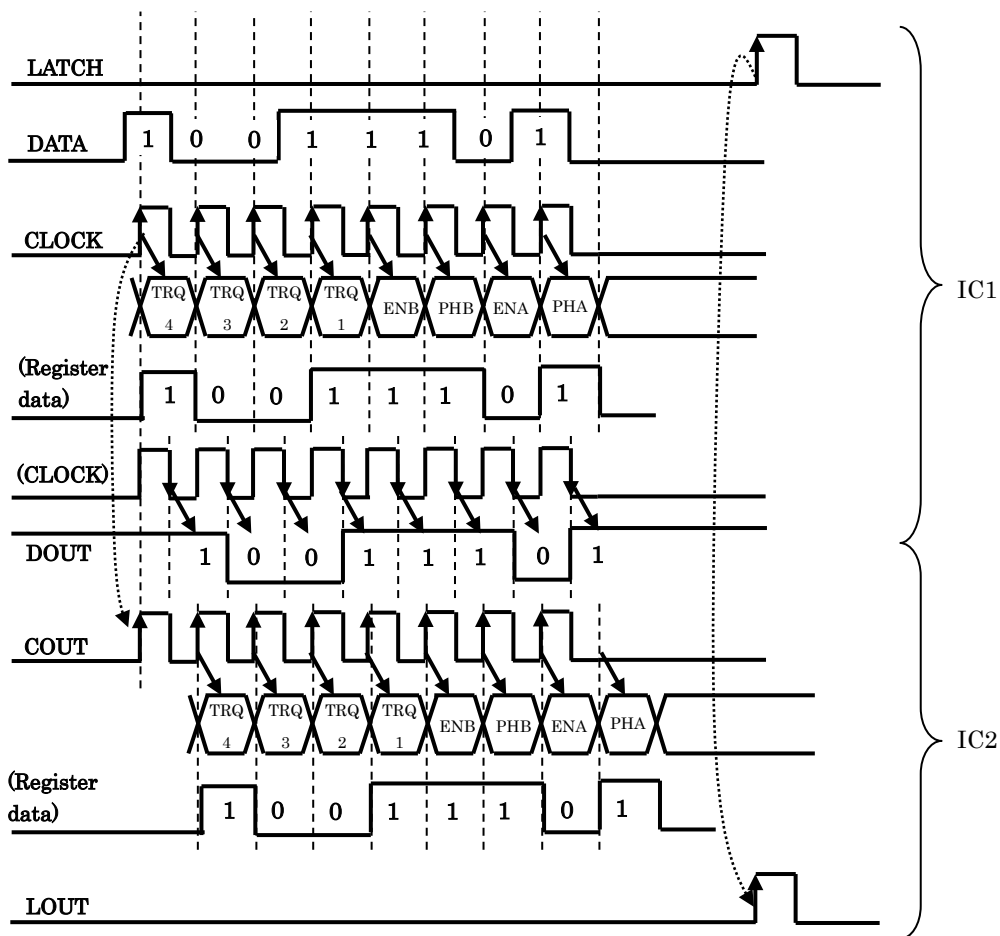 LATCH
DATA
1 0 0 1 1 1 0 1
CLOCK
TRQ 4 TRQ 3 TRQ 2 TRQ 1 ENB PHB ENA PHA
IC1
(Register
data)
1 0 0 1 1 1 0 1
(CLOCK)
DOUT
1 0 0 1 1 1 0 1
COUT
TRQ 4 TRQ 3 TRQ 2 TRQ 1 ENB PHB ENA PHA
IC2
(Register
data)
1 0 0 1 1 1 0 1
LOUT